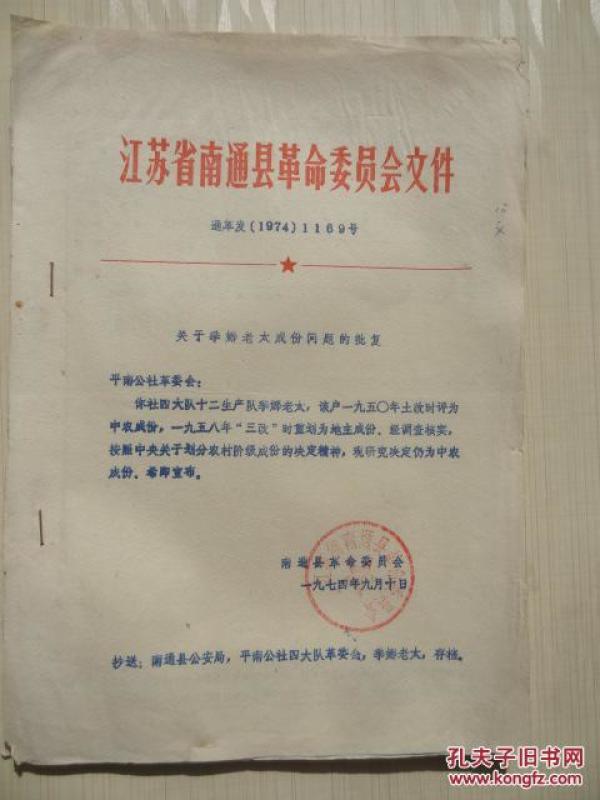 江苏省南通县革命委员会文件
通革发(1974)1169号
关于李娇老太成份问题的批复
平南公社革委会：
你社四大队十二生产队李娇老太，该户一九五〇年土改时评为
中农成份，一九五八年“三改”时重划为地主成份。经调查核实，
按照中央关于划分农村阶级成份的决定精神，现研究决定仍为中农
成份。希即宣布。
南通县革命委员会
一九七四年九月十日
抄送：南通县公安局，平南公社四大队革委会，李娇老太，存档。
孔夫子旧书网
www.kongfz.com